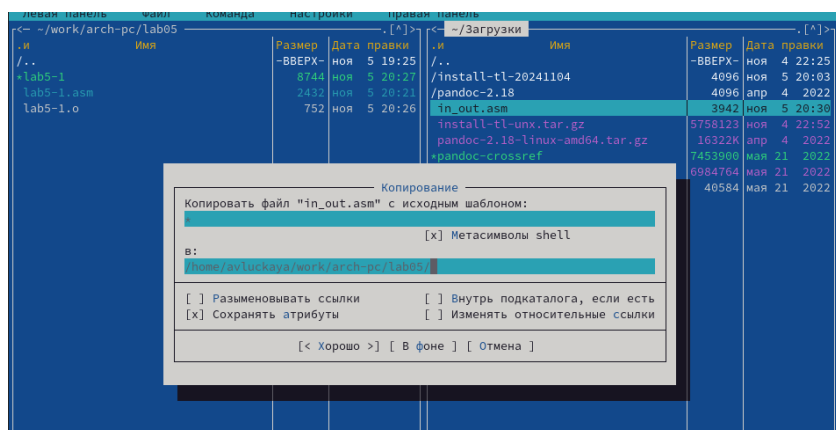 левая панель файл Команда Настройки правая панель
<─ ~/work/arch-pc/lab05 .[^]>
.и Имя Размер Дата правки
/.. -ВВЕРХ- ноя 5 19:25
*lab5-1 8744 ноя 5 20:27
lab5-1.asm 2432 ноя 5 20:21
lab5-1.o 752 ноя 5 20:26
<─ ~/Загрузки .[^]>
.и Имя Размер Дата правки
/.. -ВВЕРХ- ноя 4 22:25
/install-tl-20241104 4096 ноя 5 20:03
/pandoc-2.18 4096 апр 4 2022
in_out.asm 3942 ноя 5 20:30
install-tl-unx.tar.gz 5758123 ноя 4 22:52
pandoc-2.18-linux-amd64.tar.gz 16322K апр 4 2022
*pandoc-crossref 7453900 мая 21 2022
6984764 мая 21 2022
40584 мая 21 2022
Копирование
Копировать файл "in_out.asm" с исходным шаблоном:
*
[x] Метасимволы shell
в:
/home/avluckaya/work/arch-pc/lab05/
[ ] Разыменовывать ссылки [ ] Внутрь подкаталога, если есть
[x] Сохранять атрибуты [ ] Изменять относительные ссылки
[< Хорошо >] [ В фоне ] [ Отмена ]